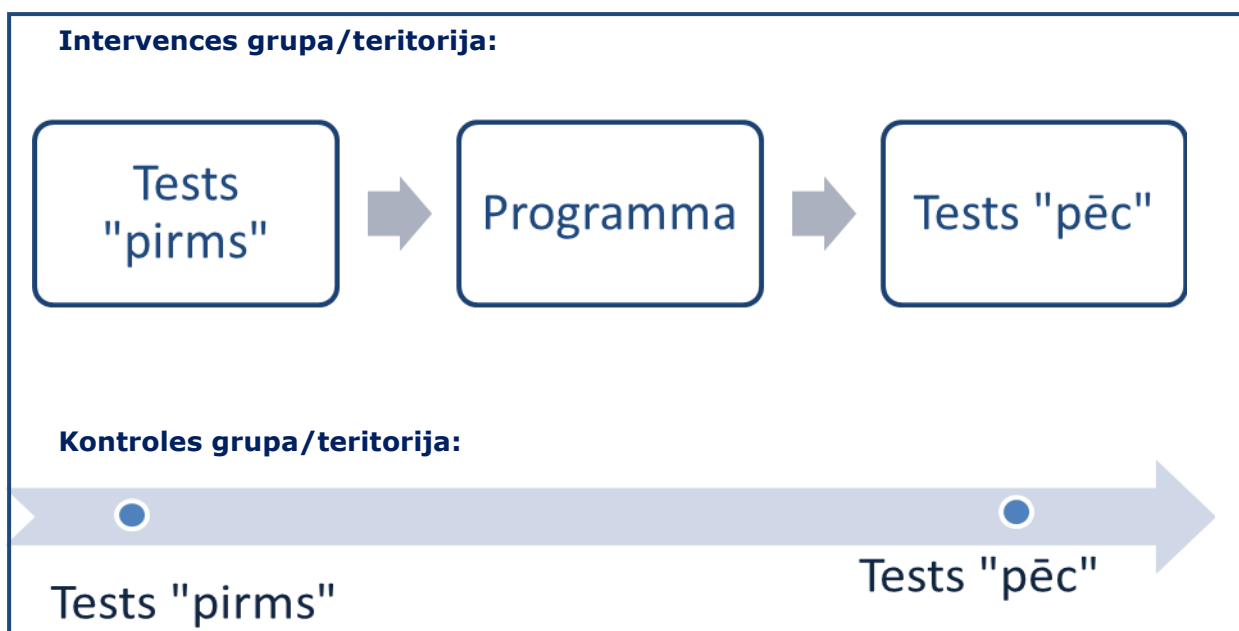 Intervences grupa/teritorija:
Tests
"pirms"
Programma
Tests "pēc"
Kontroles grupa/teritorija:
Tests "pirms"
Tests "pēc"